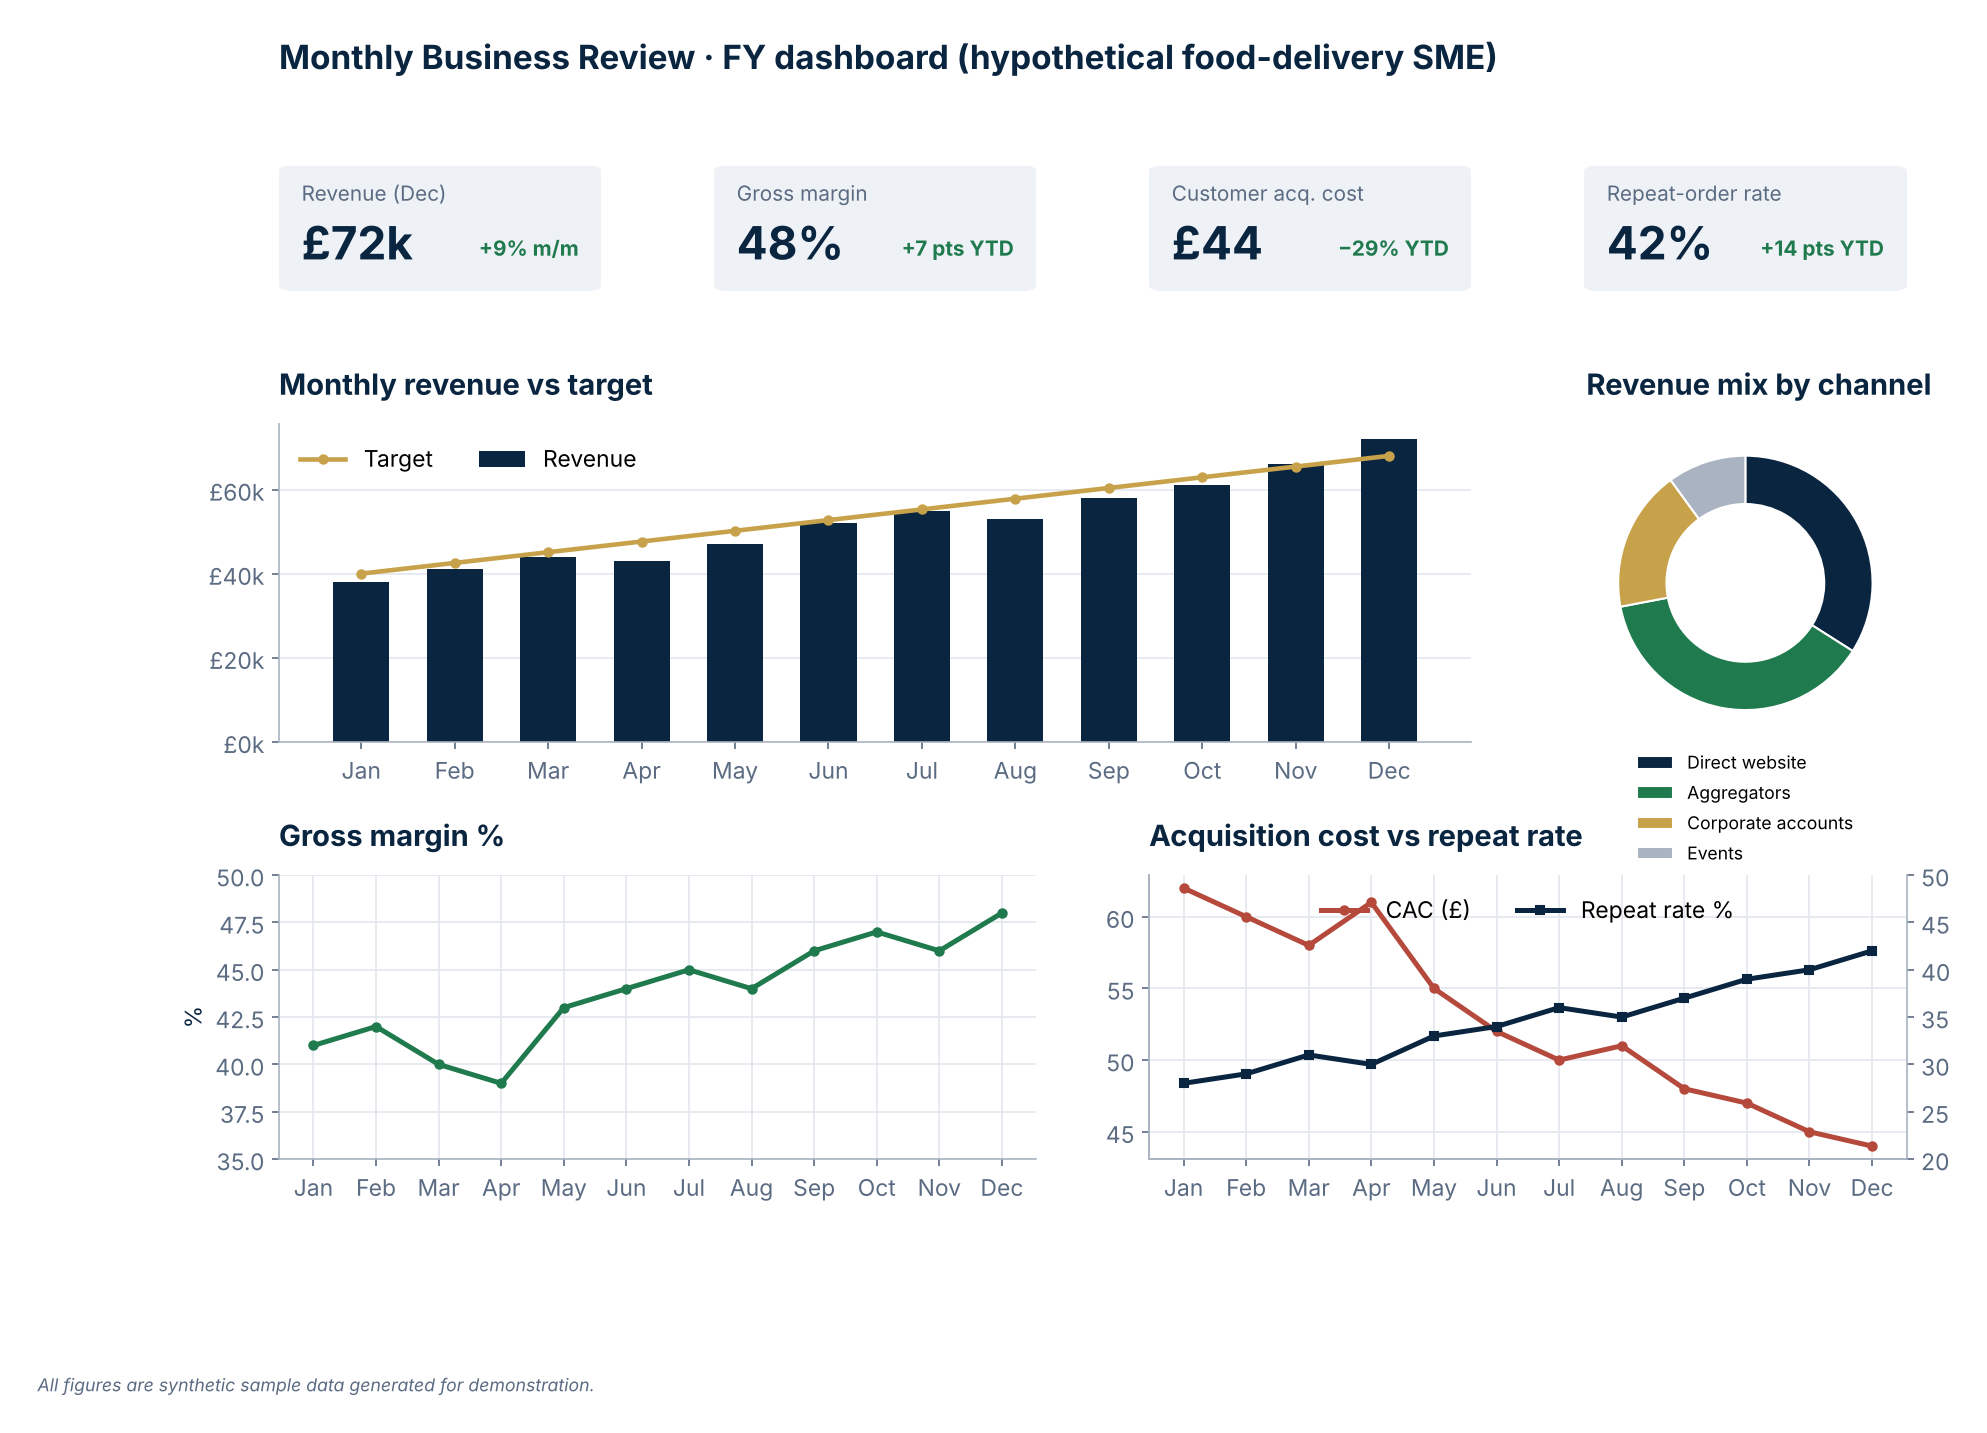 Monthly Business Review · FY dashboard (hypothetical food-delivery SME)
Revenue (Dec)
£72k +9% m/m
Gross margin
48% +7 pts YTD
Customer acq. cost
£44 −29% YTD
Repeat-order rate
42% +14 pts YTD
Monthly revenue vs target
Target Revenue
£60k
£40k
£20k
£0k
Jan Feb Mar Apr May Jun Jul Aug Sep Oct Nov Dec
Revenue mix by channel
Direct website
Aggregators
Corporate accounts
Events
Gross margin %
%
50.0
47.5
45.0
42.5
40.0
37.5
35.0
Jan Feb Mar Apr May Jun Jul Aug Sep Oct Nov Dec
Acquisition cost vs repeat rate
CAC (£) Repeat rate %
60
55
50
45
50
45
40
35
30
25
20
Jan Feb Mar Apr May Jun Jul Aug Sep Oct Nov Dec
All figures are synthetic sample data generated for demonstration.